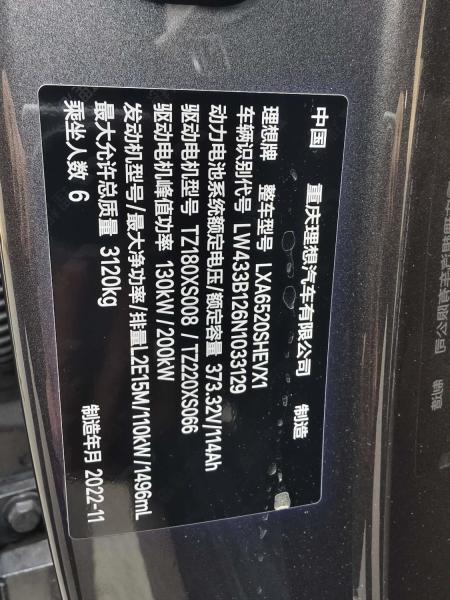 中国 重庆理想汽车有限公司 制造
理想牌 整车型号 LXA6520SHEVX1
车辆识别代号 LW433B126N1033129
动力电池系统额定电压/额定容量 373.32V/114Ah
驱动电机型号 TZ180XS008 / TZ220XS066
驱动电机峰值功率 130kW / 200kW
发动机型号/最大净功率/排量L2E15M/110kW/1496mL
最大允许总质量 3120kg
乘坐人数 6 制造年月 2022-11